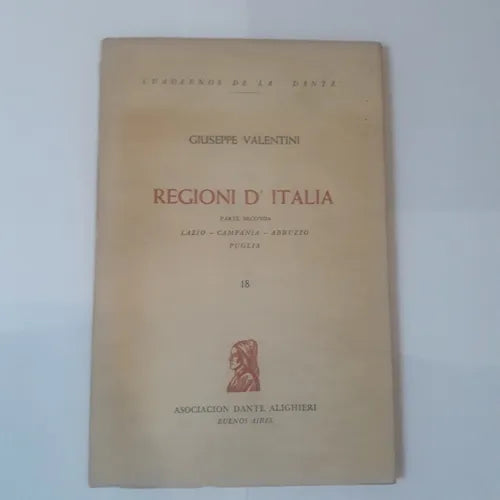 CUADERNOS DE LA DANTE
GIUSEPPE VALENTINI
REGIONI D' ITALIA
PARTE SECONDA
LAZIO - CAMPANIA - ABRUZZO
PUGLIA
18
ASOCIACION DANTE ALIGHIERI
BUENOS AIRES